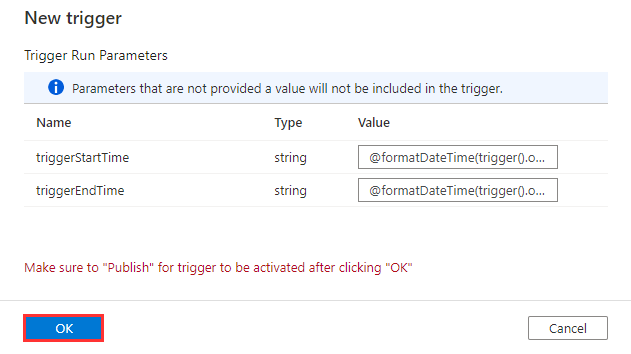 New trigger
Trigger Run Parameters
Parameters that are not provided a value will not be included in the trigger.
Name Type Value
triggerStartTime string @formatDateTime(trigger().o...
triggerEndTime string @formatDateTime(trigger().o...
Make sure to "Publish" for trigger to be activated after clicking "OK"
OK Cancel